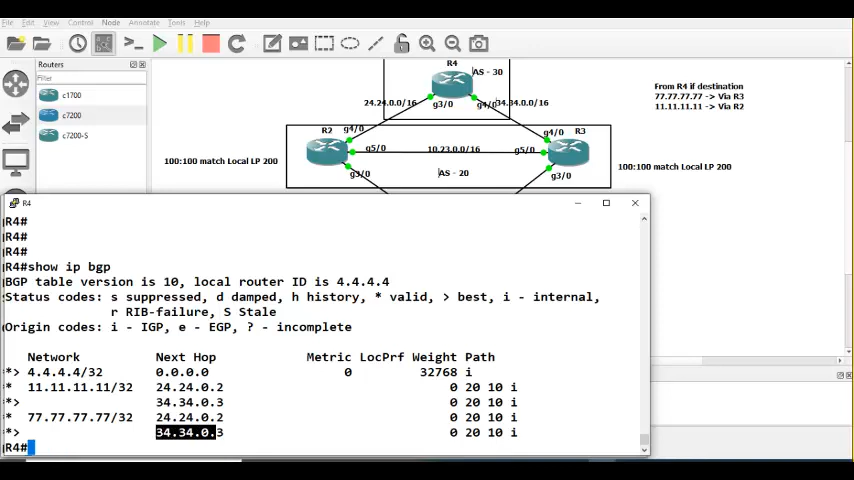 File Edit View Control Node Annotate Tools Help
Routers
Filter
c1700
c7200
c7200-S
R4
AS - 30
24.24.0.0/16
g3/0
g4/0
34.34.0.0/16
From R4 if destination
77.77.77.77 -> Via R3
11.11.11.11 -> Via R2
R2
g4/0
g4/0
R3
g5/0
10.23.0.0/16
g5/0
100:100 match Local LP 200
AS - 20
g3/0
g3/0
100:100 match Local LP 200
R4
R4#
R4#
R4#
R4#show ip bgp
BGP table version is 10, local router ID is 4.4.4.4
Status codes: s suppressed, d damped, h history, * valid, > best, i - internal,
r RIB-failure, S Stale
Origin codes: i - IGP, e - EGP, ? - incomplete
Network Next Hop Metric LocPrf Weight Path
*> 4.4.4.4/32 0.0.0.0 0 32768 i
* 11.11.11.11/32 24.24.0.2 0 20 10 i
*> 34.34.0.3 0 20 10 i
* 77.77.77.77/32 24.24.0.2 0 20 10 i
*> 34.34.0.3 0 20 10 i
R4#